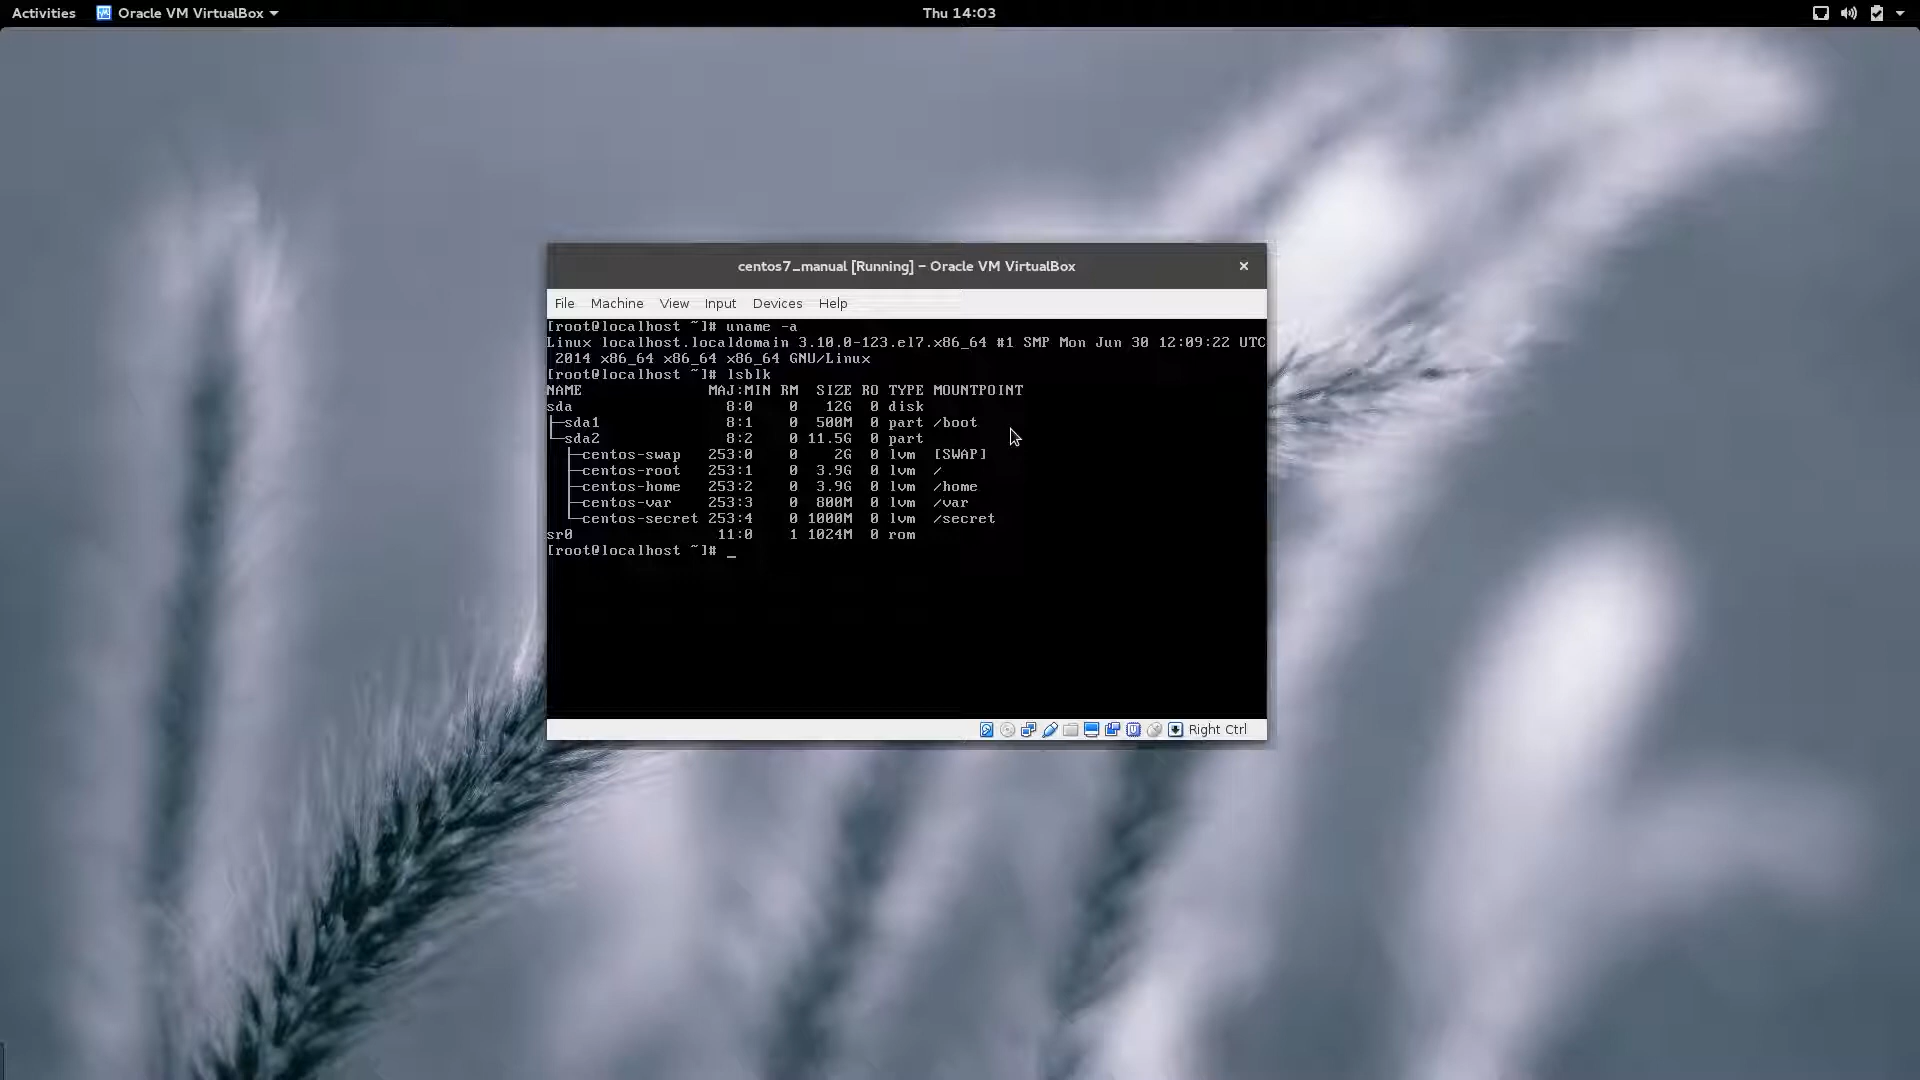 Activities Oracle VM VirtualBox Thu 14:03
centos7_manual [Running] – Oracle VM VirtualBox
File Machine View Input Devices Help
[root@localhost ~]# uname -a
Linux localhost.localdomain 3.10.0-123.el7.x86_64 #1 SMP Mon Jun 30 12:09:22 UTC
2014 x86_64 x86_64 x86_64 GNU/Linux
[root@localhost ~]# lsblk
NAME MAJ:MIN RM SIZE RO TYPE MOUNTPOINT
sda 8:0 0 12G 0 disk
├─sda1 8:1 0 500M 0 part /boot
└─sda2 8:2 0 11.5G 0 part
├─centos-swap 253:0 0 2G 0 lvm [SWAP]
├─centos-root 253:1 0 3.9G 0 lvm /
├─centos-home 253:2 0 3.9G 0 lvm /home
├─centos-var 253:3 0 800M 0 lvm /var
└─centos-secret 253:4 0 1000M 0 lvm /secret
sr0 11:0 1 1024M 0 rom
[root@localhost ~]# _
Right Ctrl